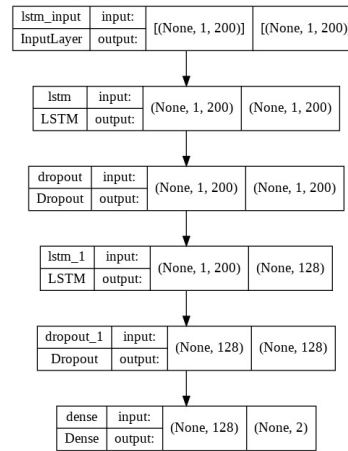 lstm_input input: [(None, 1, 200)] [(None, 1, 200)]
InputLayer output:
lstm input: (None, 1, 200) (None, 1, 200)
LSTM output:
dropout input: (None, 1, 200) (None, 1, 200)
Dropout output:
lstm_1 input: (None, 1, 200) (None, 128)
LSTM output:
dropout_1 input: (None, 128) (None, 128)
Dropout output:
dense input: (None, 128) (None, 2)
Dense output: